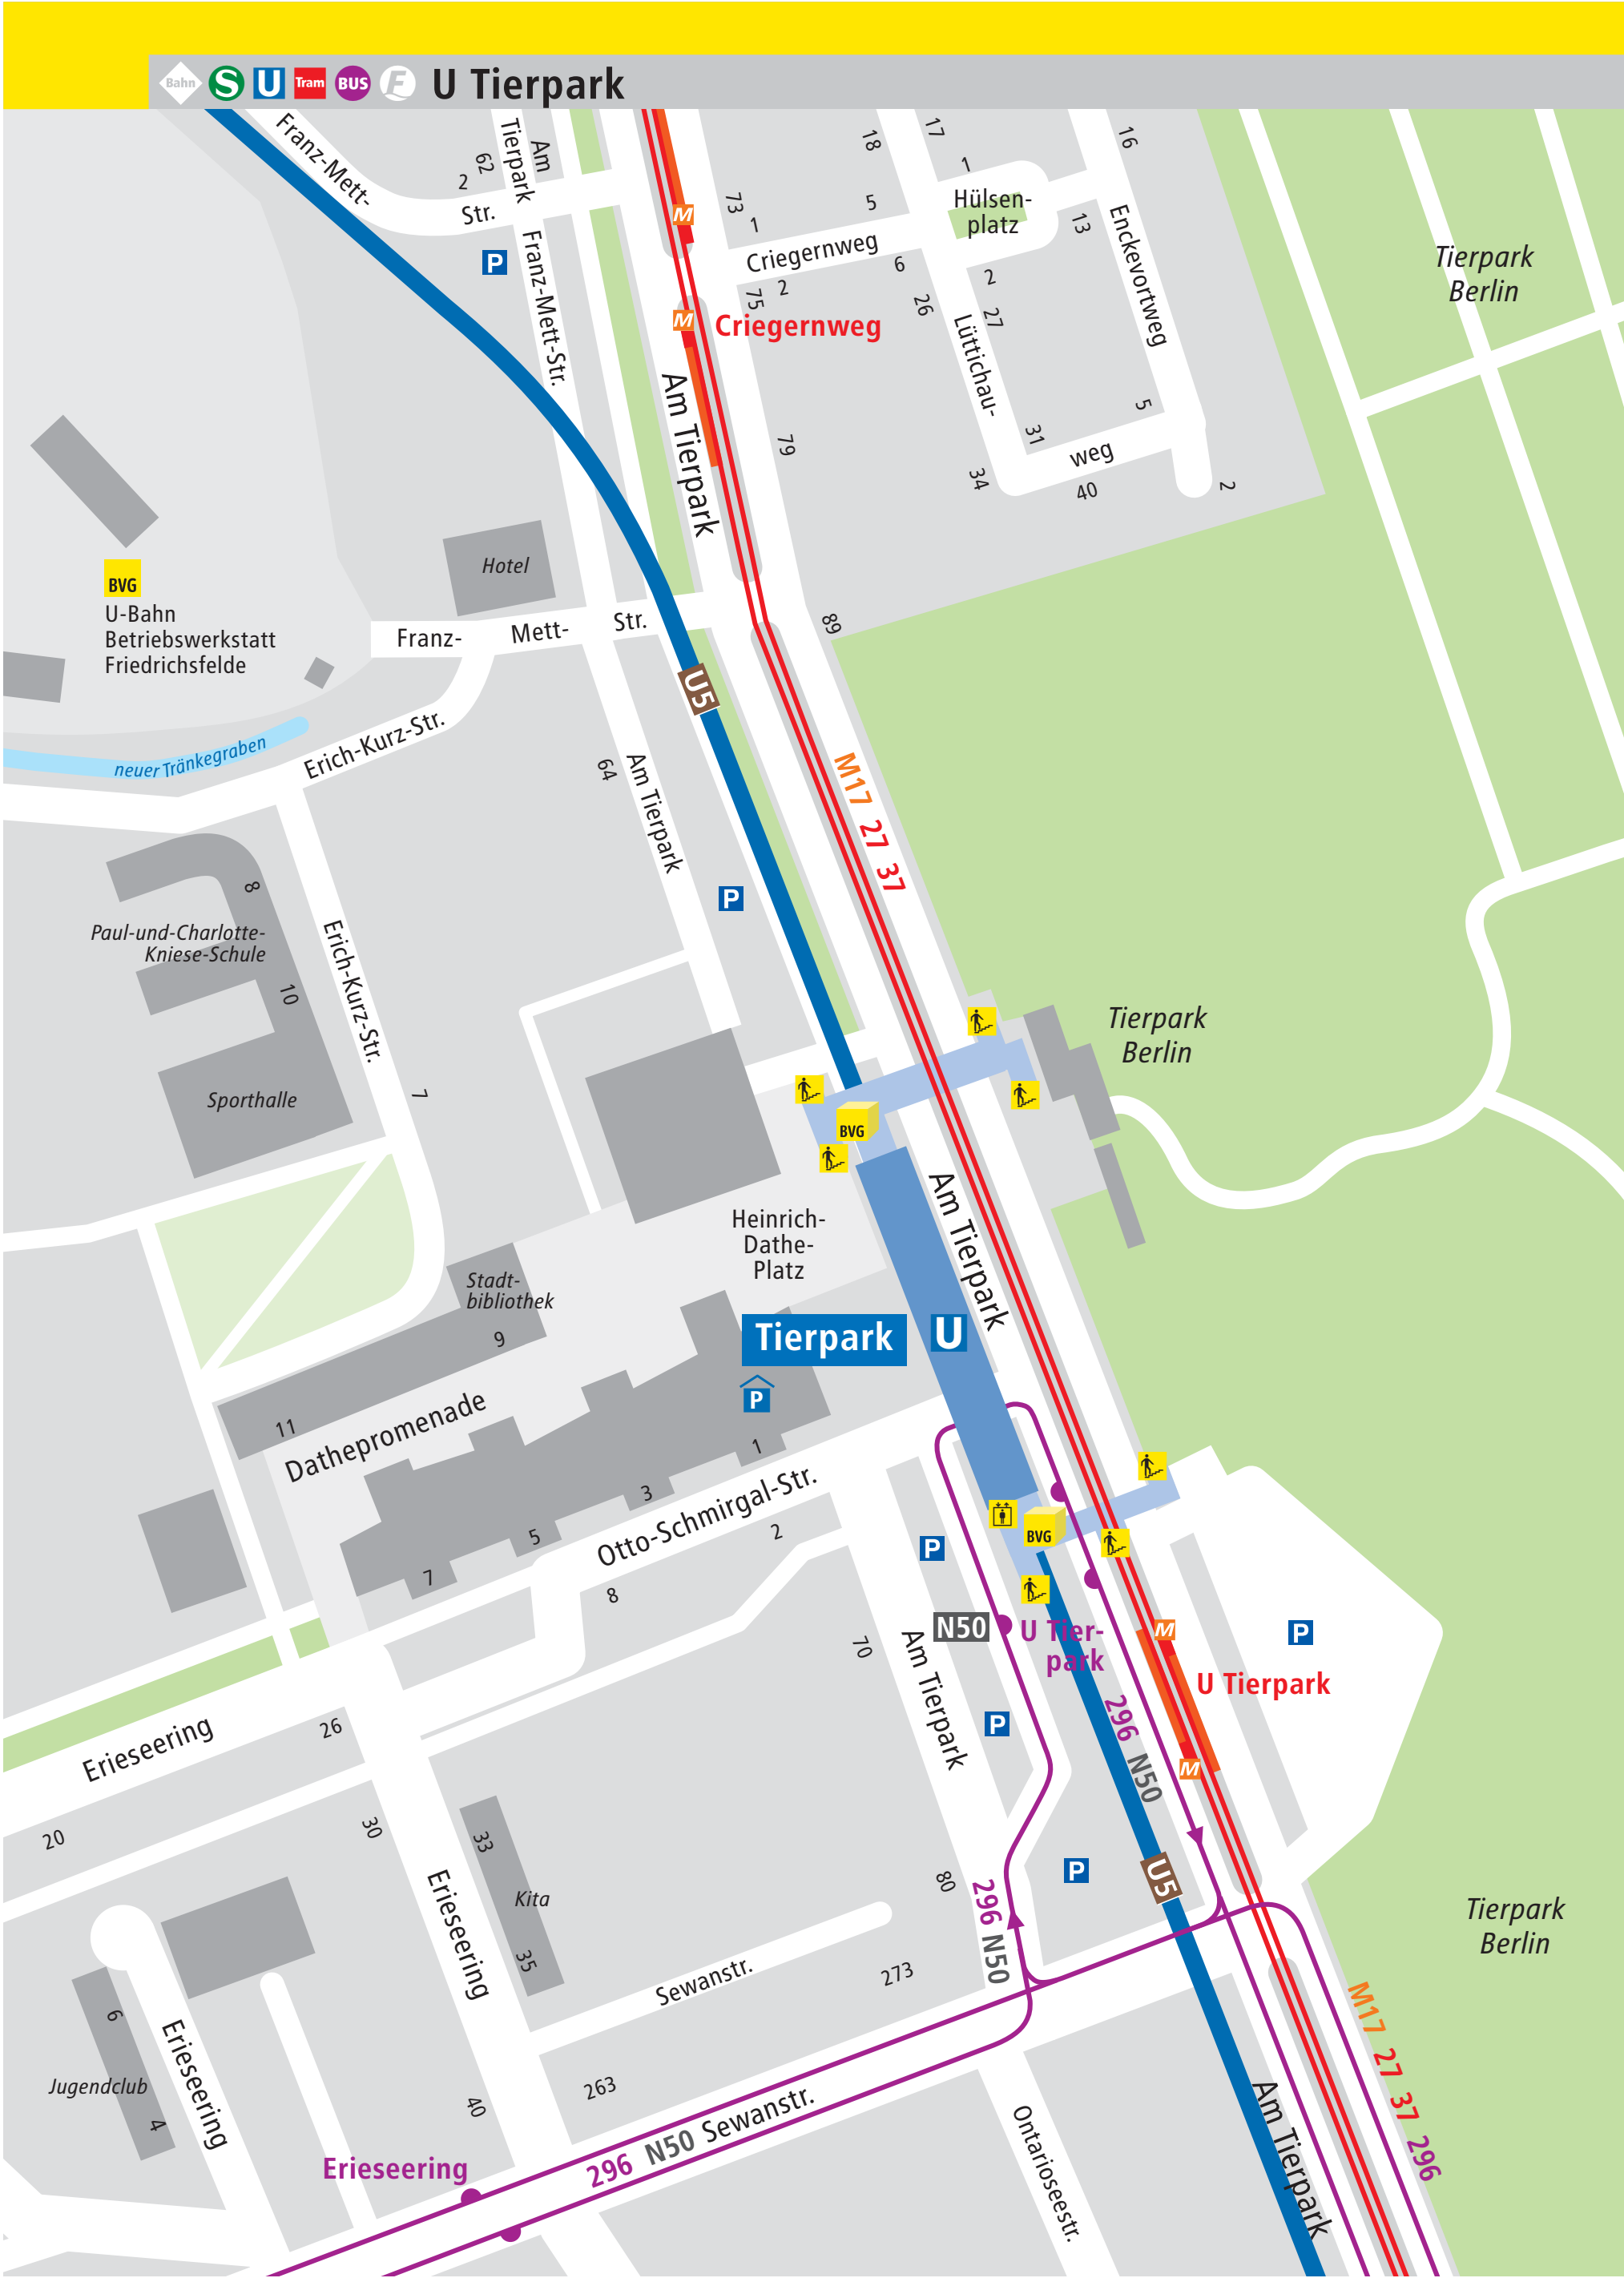 Bahn S U Tram BUS F U Tierpark
Franz-Mett-
Str.
2
62
Am
Tierpark
Franz-Mett-Str.
P
M
73
1
Criegernweg
2
75
M
Criegernweg
Am Tierpark
79
18
17
1
5
6
Hülsen-
platz
2
26
27
Lüttichau-
weg
31
34
40
16
13
Enckevortweg
5
2
Tierpark
Berlin
BVG
U-Bahn
Betriebswerkstatt
Friedrichsfelde
Hotel
Franz- Mett- Str.
89
U5
neuer Tränkegraben
Erich-Kurz-Str.
64
Am Tierpark
M17 27 37
P
8
Paul-und-Charlotte-
Kniese-Schule
10
Erich-Kurz-Str.
Sporthalle
7
Tierpark
Berlin
BVG
Heinrich-
Dathe-
Platz
Am Tierpark
Stadt-
bibliothek
9
Tierpark U
P
11
Dathepromenade
1
3
5
7
Otto-Schmirgal-Str.
2
8
P
BVG
N50
U Tier-
park
M
P
U Tierpark
70
Am Tierpark
P
296 N50
M
Erieseering
26
20
30
33
Kita
35
Erieseering
80
P
U5
296 N50
Tierpark
Berlin
Sewanstr.
273
6
Jugendclub
4
Erieseering
40
263
296 N50 Sewanstr.
Erieseering
Ontarioseestr.
Am Tierpark
M17 27 37 296